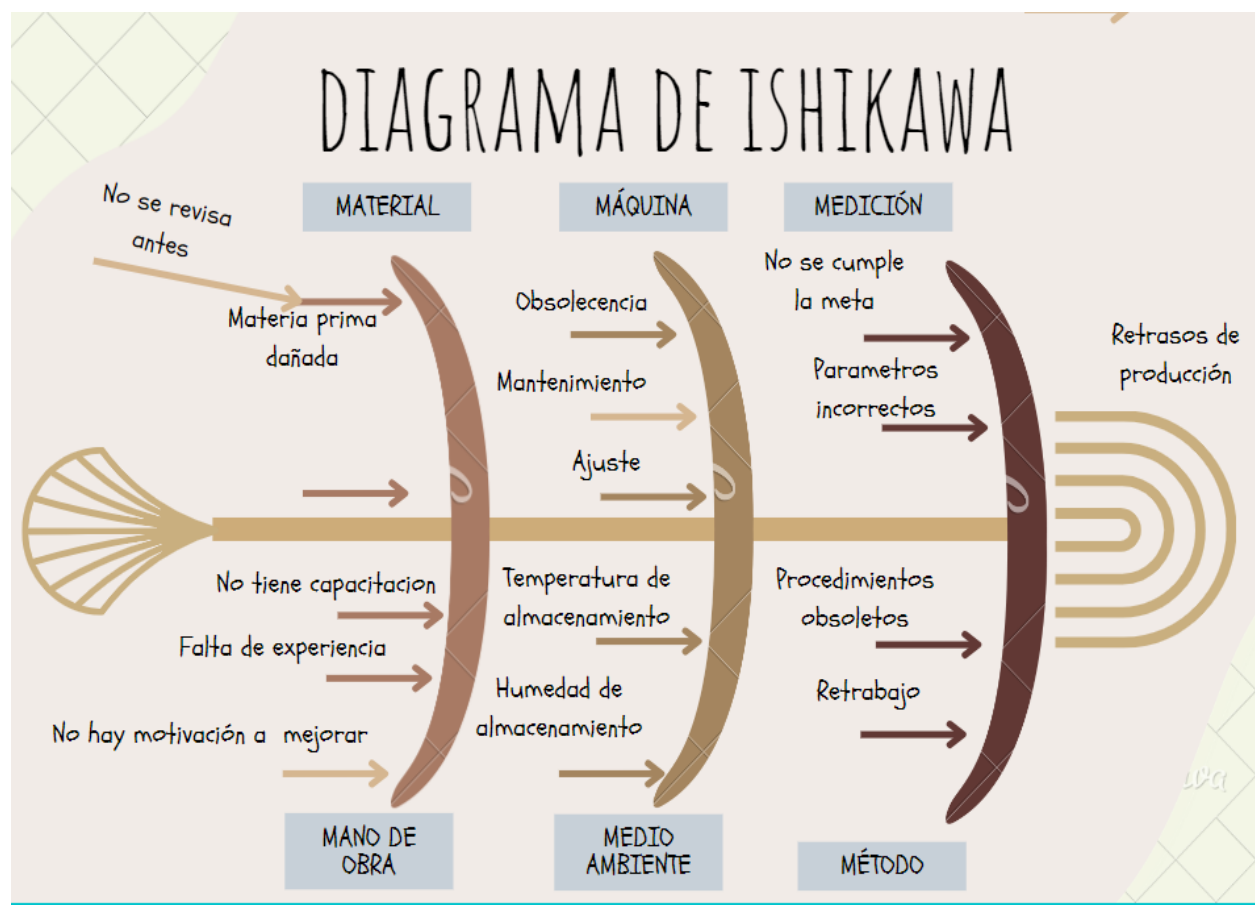 DIAGRAMA DE ISHIKAWA
MATERIAL
MÁQUINA
MEDICIÓN
No se revisa
antes
Materia prima
dañada
Obsolecencia
Mantenimiento
Ajuste
No se cumple
la meta
Parametros
incorrectos
Retrasos de
producción
No tiene capacitacion
Falta de experiencia
No hay motivación a mejorar
Temperatura de
almacenamiento
Humedad de
almacenamiento
Procedimientos
obsoletos
Retrabajo
MANO DE
OBRA
MEDIO
AMBIENTE
MÉTODO